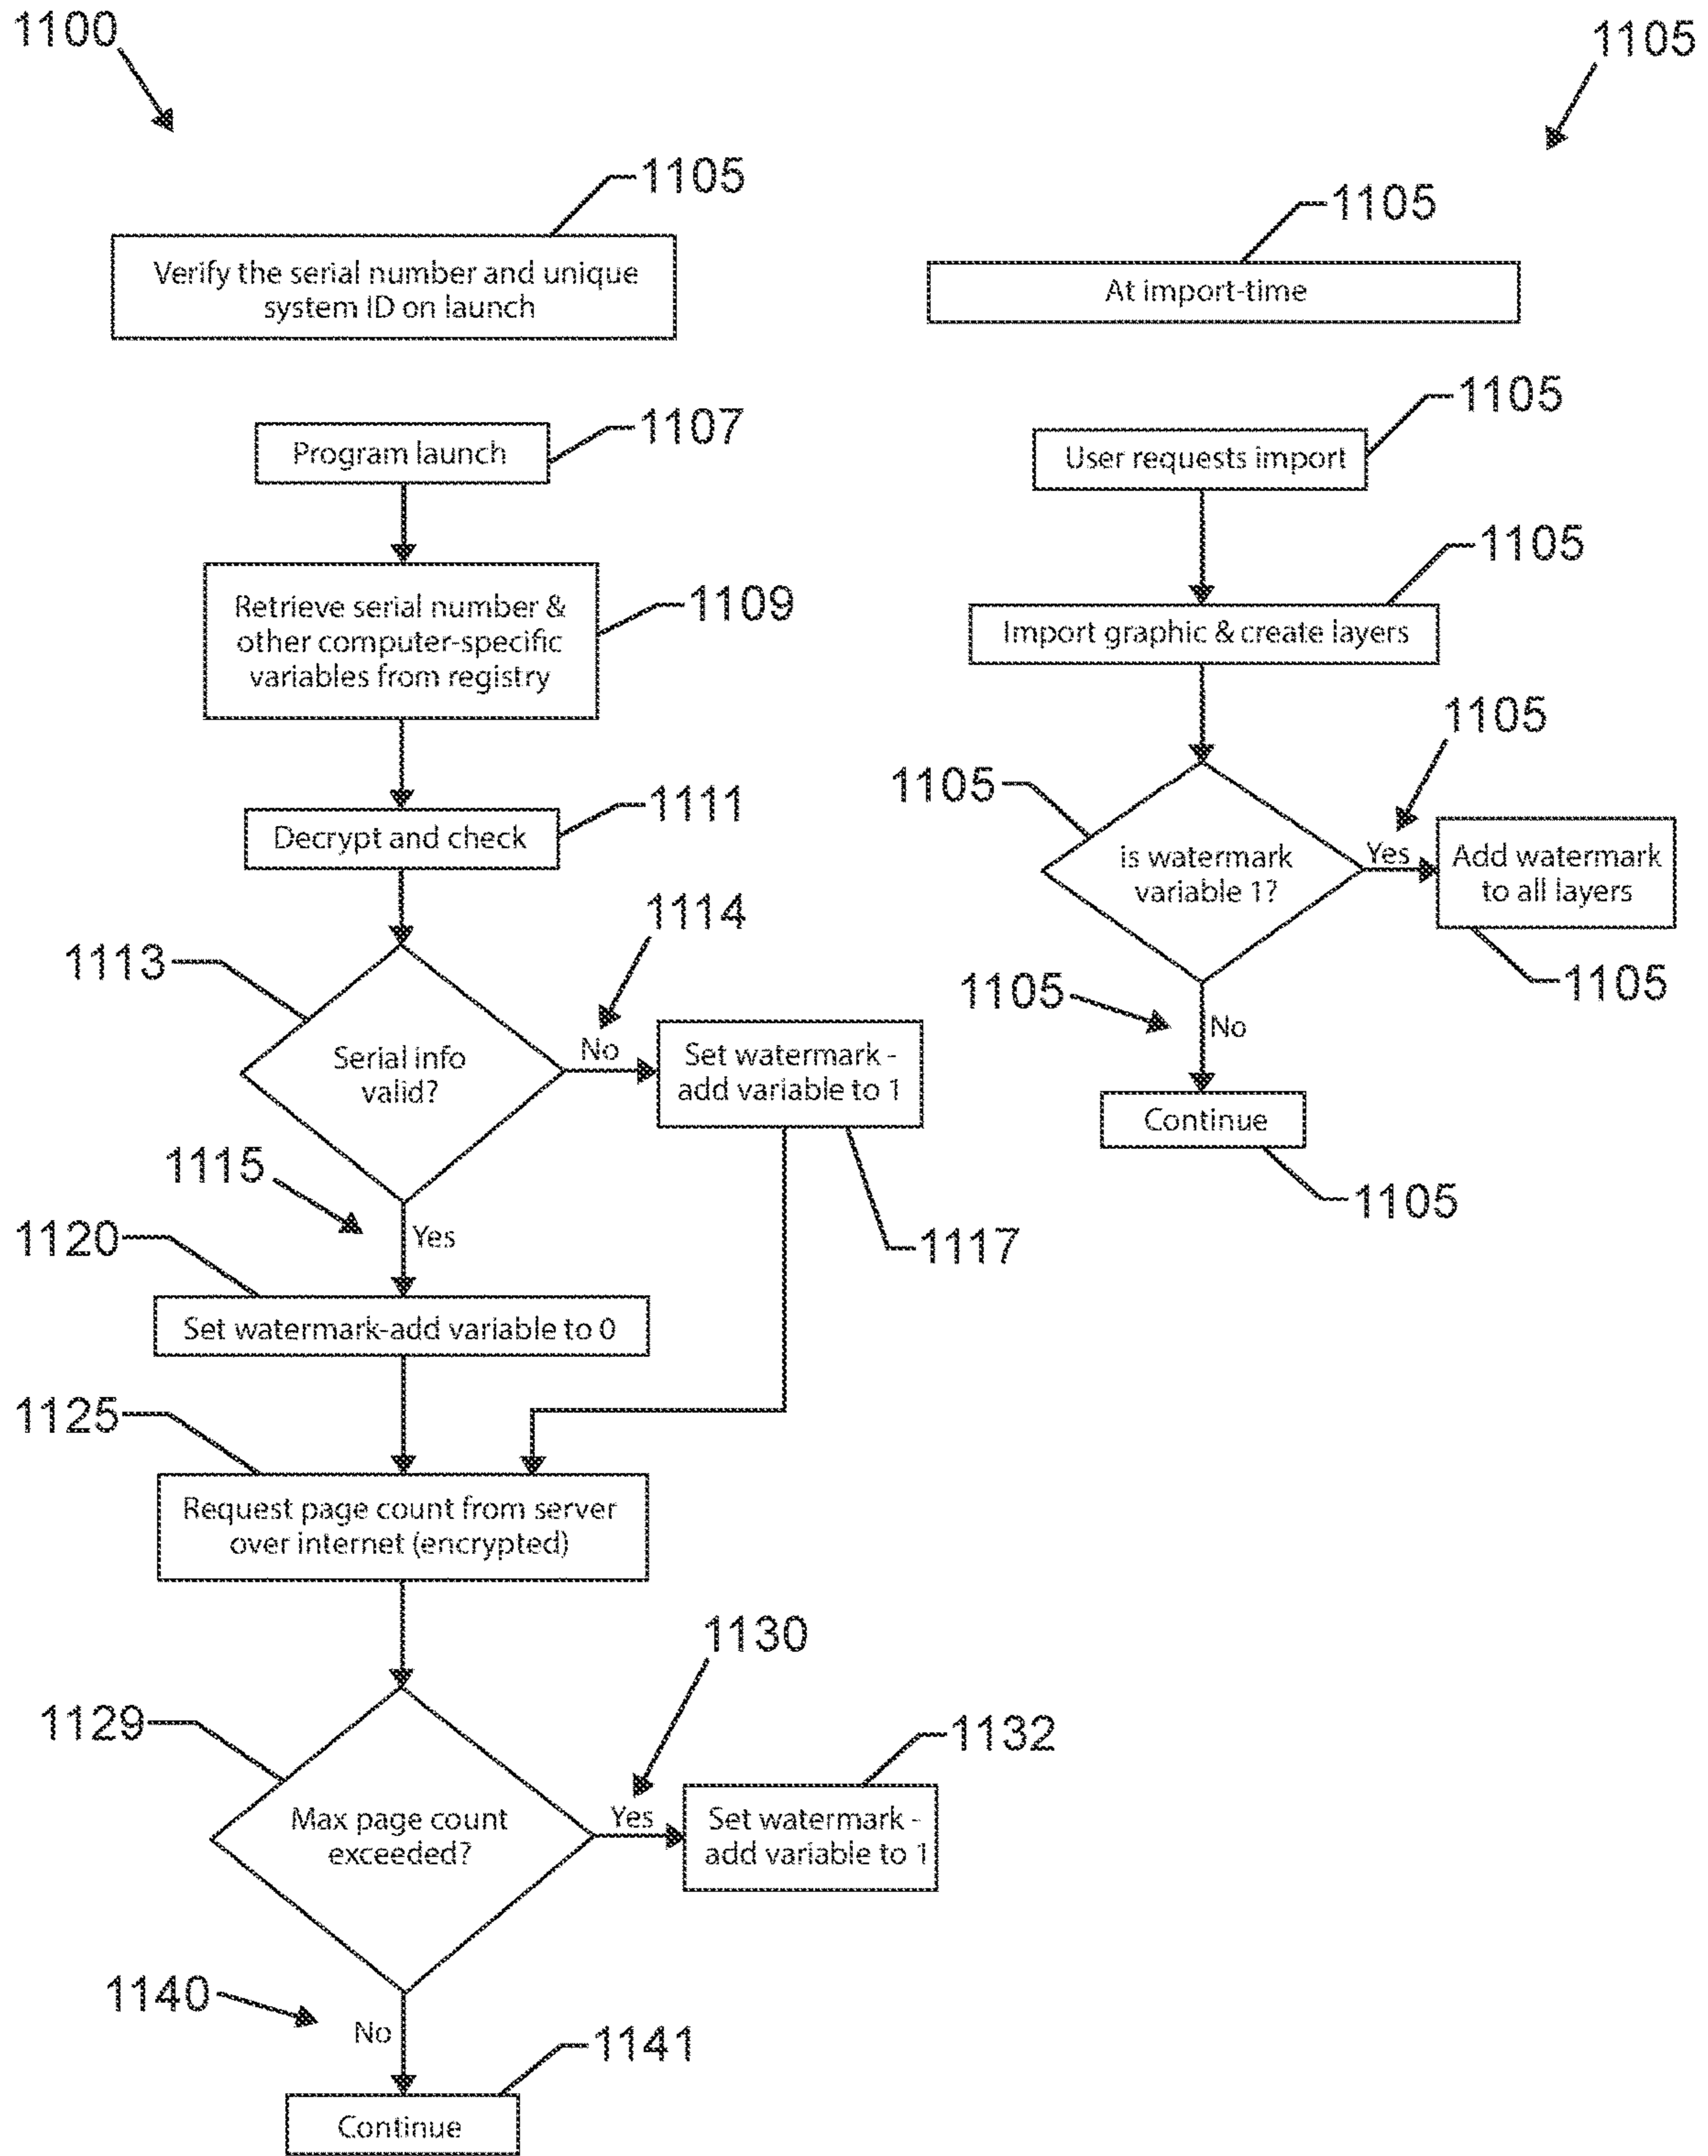 1100
1105
1105
Verify the serial number and unique
system ID on launch
1107
Program launch
1109
Retrieve serial number &
other computer-specific
variables from registry
1111
Decrypt and check
1114
1113
Serial info
valid?
No
Set watermark -
add variable to 1
1117
1115
Yes
1120
Set watermark-add variable to 0
1125
Request page count from server
over internet (encrypted)
1130
1129
Max page count
exceeded?
Yes
1132
Set watermark -
add variable to 1
1140
No
1141
Continue
1105
At import-time
1105
User requests import
1105
Import graphic & create layers
1105
1105
is watermark
variable 1?
Yes
Add watermark
to all layers
1105
1105
No
Continue
1105